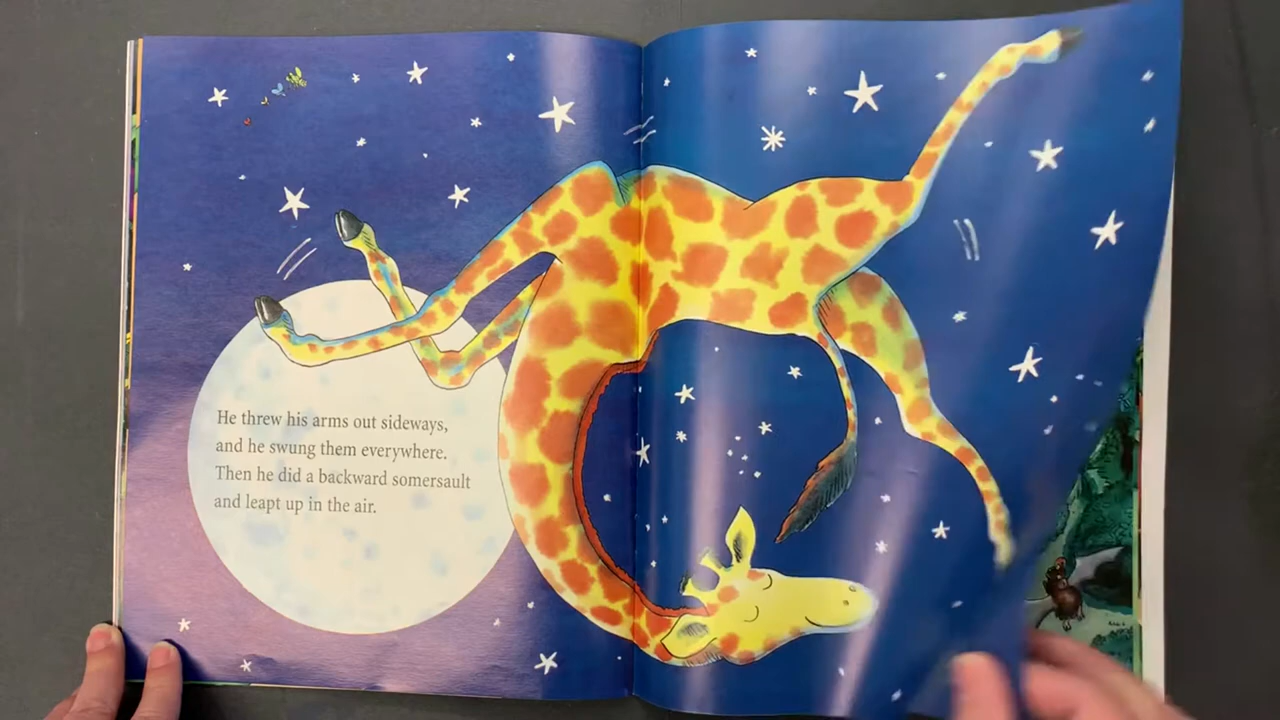 He threw his arms out sideways,
and he swung them everywhere.
Then he did a backward somersault
and leapt up in the air.